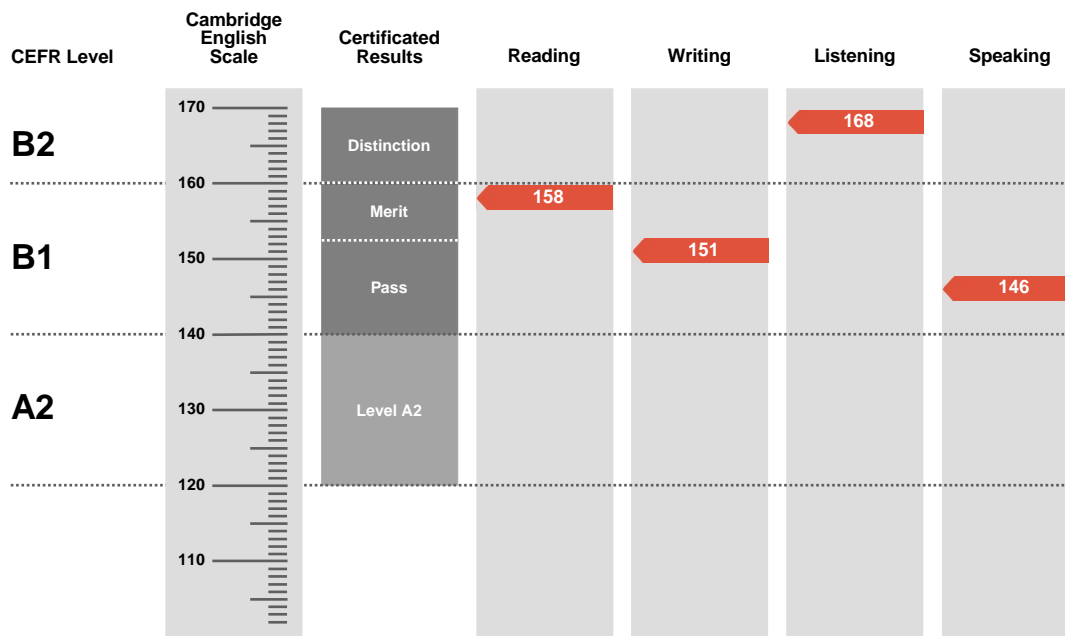 CEFR Level
Cambridge
English
Scale
Certificated
Results
Reading
Writing
Listening
Speaking
170
168
B2
Distinction
160
158
Merit
151
B1
150
Pass
146
140
A2
130
Level A2
120
110